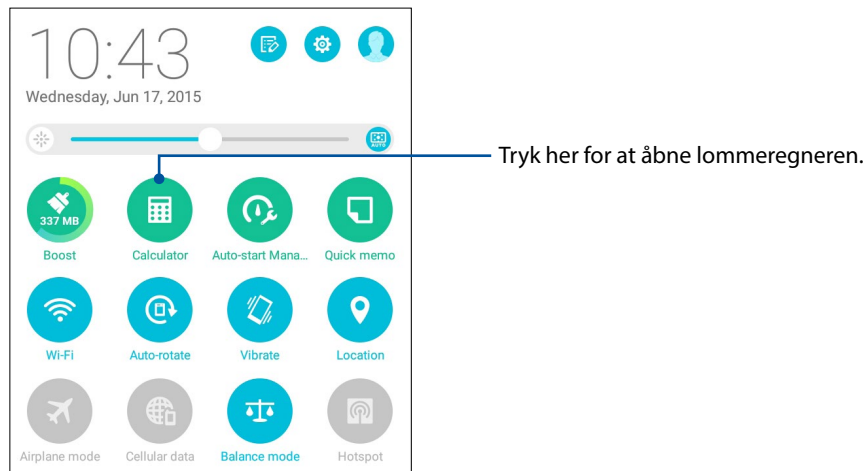 10:43
Wednesday, Jun 17, 2015
AUTO
Tryk her for at åbne lommeregneren.
337 MB
Boost
Calculator
Auto-start Mana...
Quick memo
Wi-Fi
Auto-rotate
Vibrate
Location
Airplane mode
Cellular data
Balance mode
Hotspot